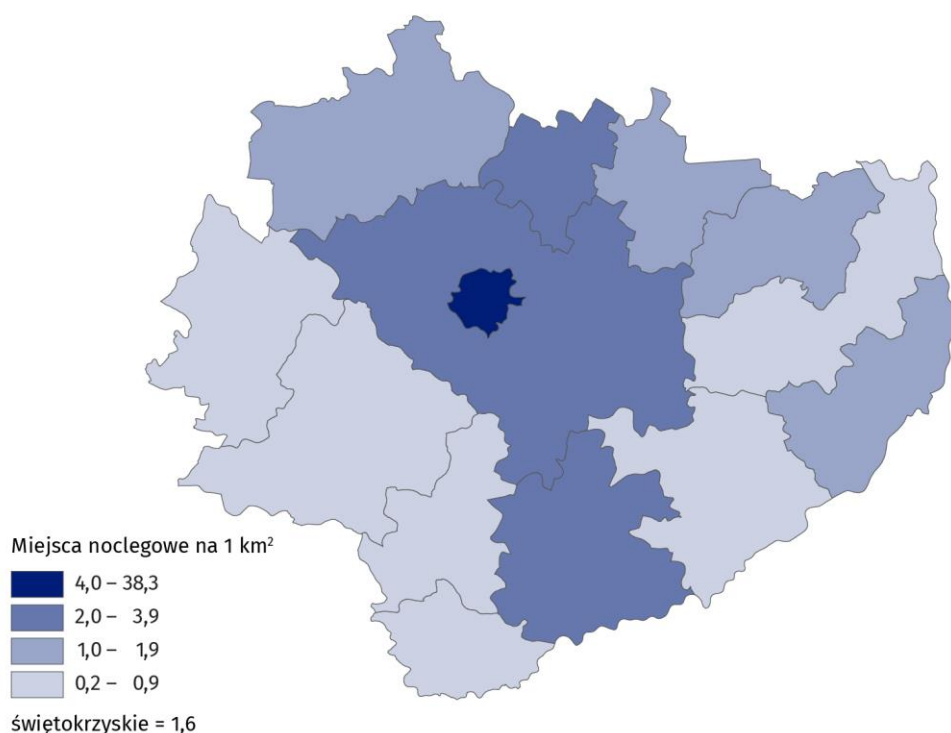 Miejsca noclegowe na 1 km²
4,0 – 38,3
2,0 – 3,9
1,0 – 1,9
0,2 – 0,9
świętokrzyskie = 1,6